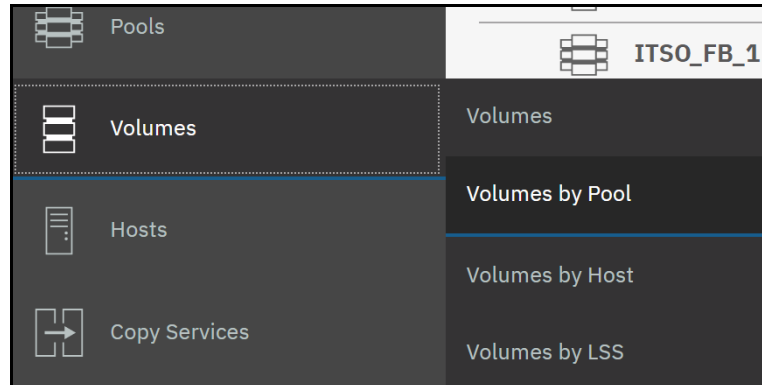 Pools
ITSO_FB_1
Volumes
Volumes
Volumes by Pool
Hosts
Volumes by Host
Copy Services
Volumes by LSS